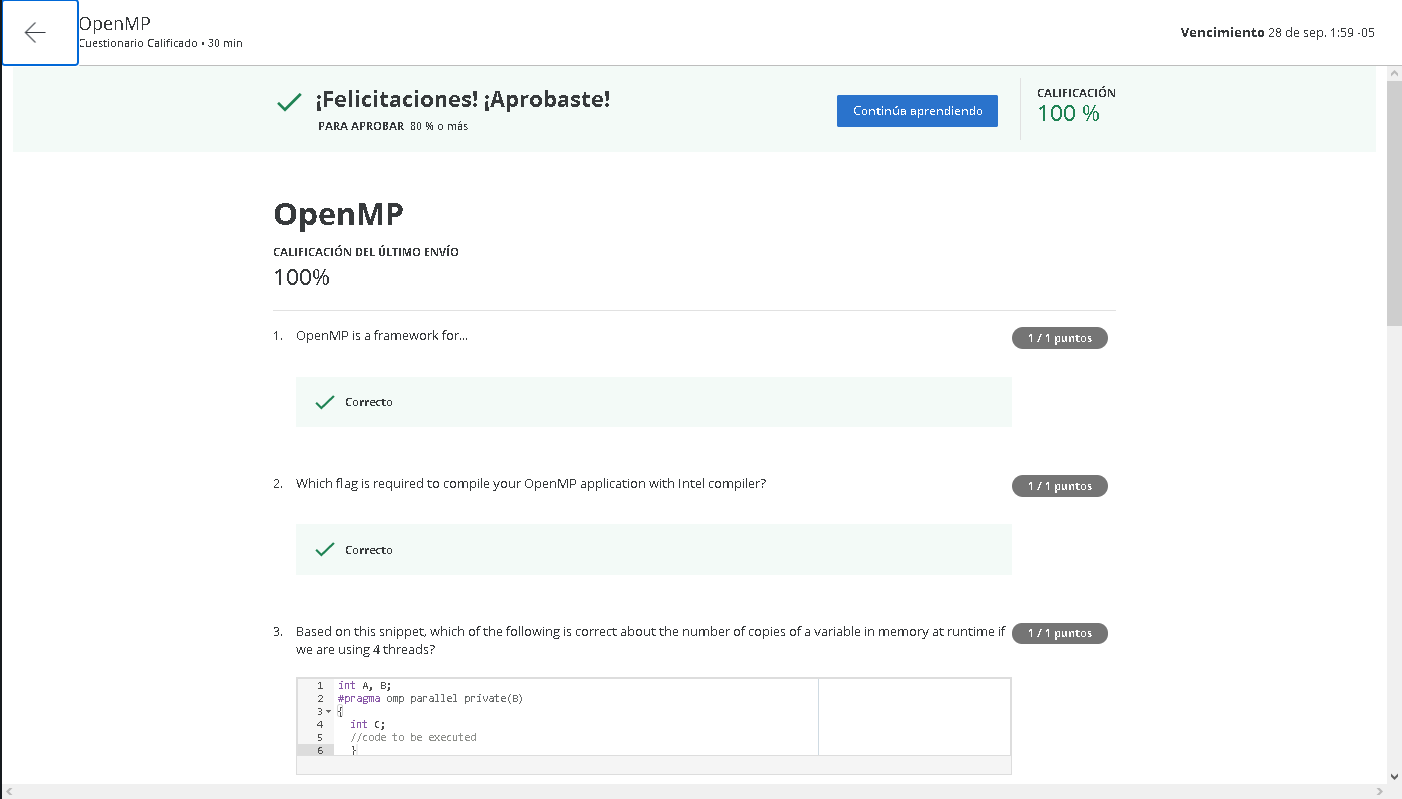 OpenMP
Cuestionario Calificado • 30 min
Vencimiento 28 de sep. 1:59 -05
¡Felicitaciones! ¡Aprobaste!
PARA APROBAR 80 % o más
Continúa aprendiendo
CALIFICACIÓN
100 %
OpenMP
CALIFICACIÓN DEL ÚLTIMO ENVÍO
100%
1. OpenMP is a framework for...
1 / 1 puntos
Correcto
2. Which flag is required to compile your OpenMP application with Intel compiler?
1 / 1 puntos
Correcto
3. Based on this snippet, which of the following is correct about the number of copies of a variable in memory at runtime if
we are using 4 threads?
1 / 1 puntos
1 int A, B;
2 #pragma omp parallel private(B)
3 {
4 int C;
5 //code to be executed
6 }